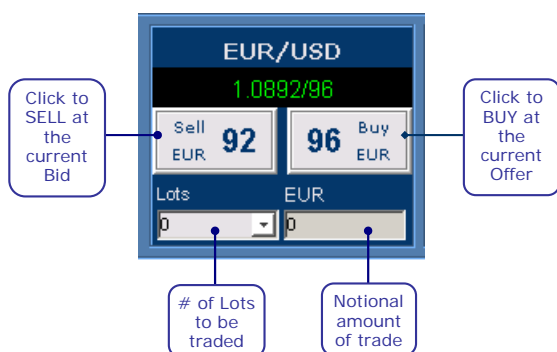 EUR/USD
1.0892/96
Click to
SELL at
the
current
Bid
Sell
EUR
92
96
Buy
EUR
Click to
BUY at
the
current
Offer
Lots
EUR
0
0
# of Lots
to be
traded
Notional
amount
of trade